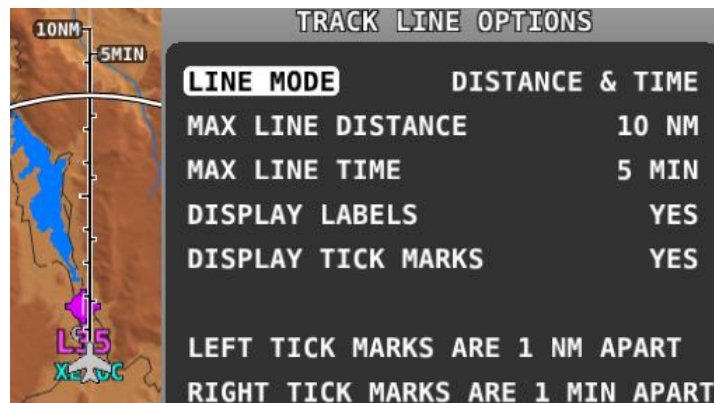 10NM
5MIN
TRACK LINE OPTIONS
LINE MODE DISTANCE & TIME
MAX LINE DISTANCE 10 NM
MAX LINE TIME 5 MIN
DISPLAY LABELS YES
DISPLAY TICK MARKS YES
LEFT TICK MARKS ARE 1 NM APART
RIGHT TICK MARKS ARE 1 MIN APART